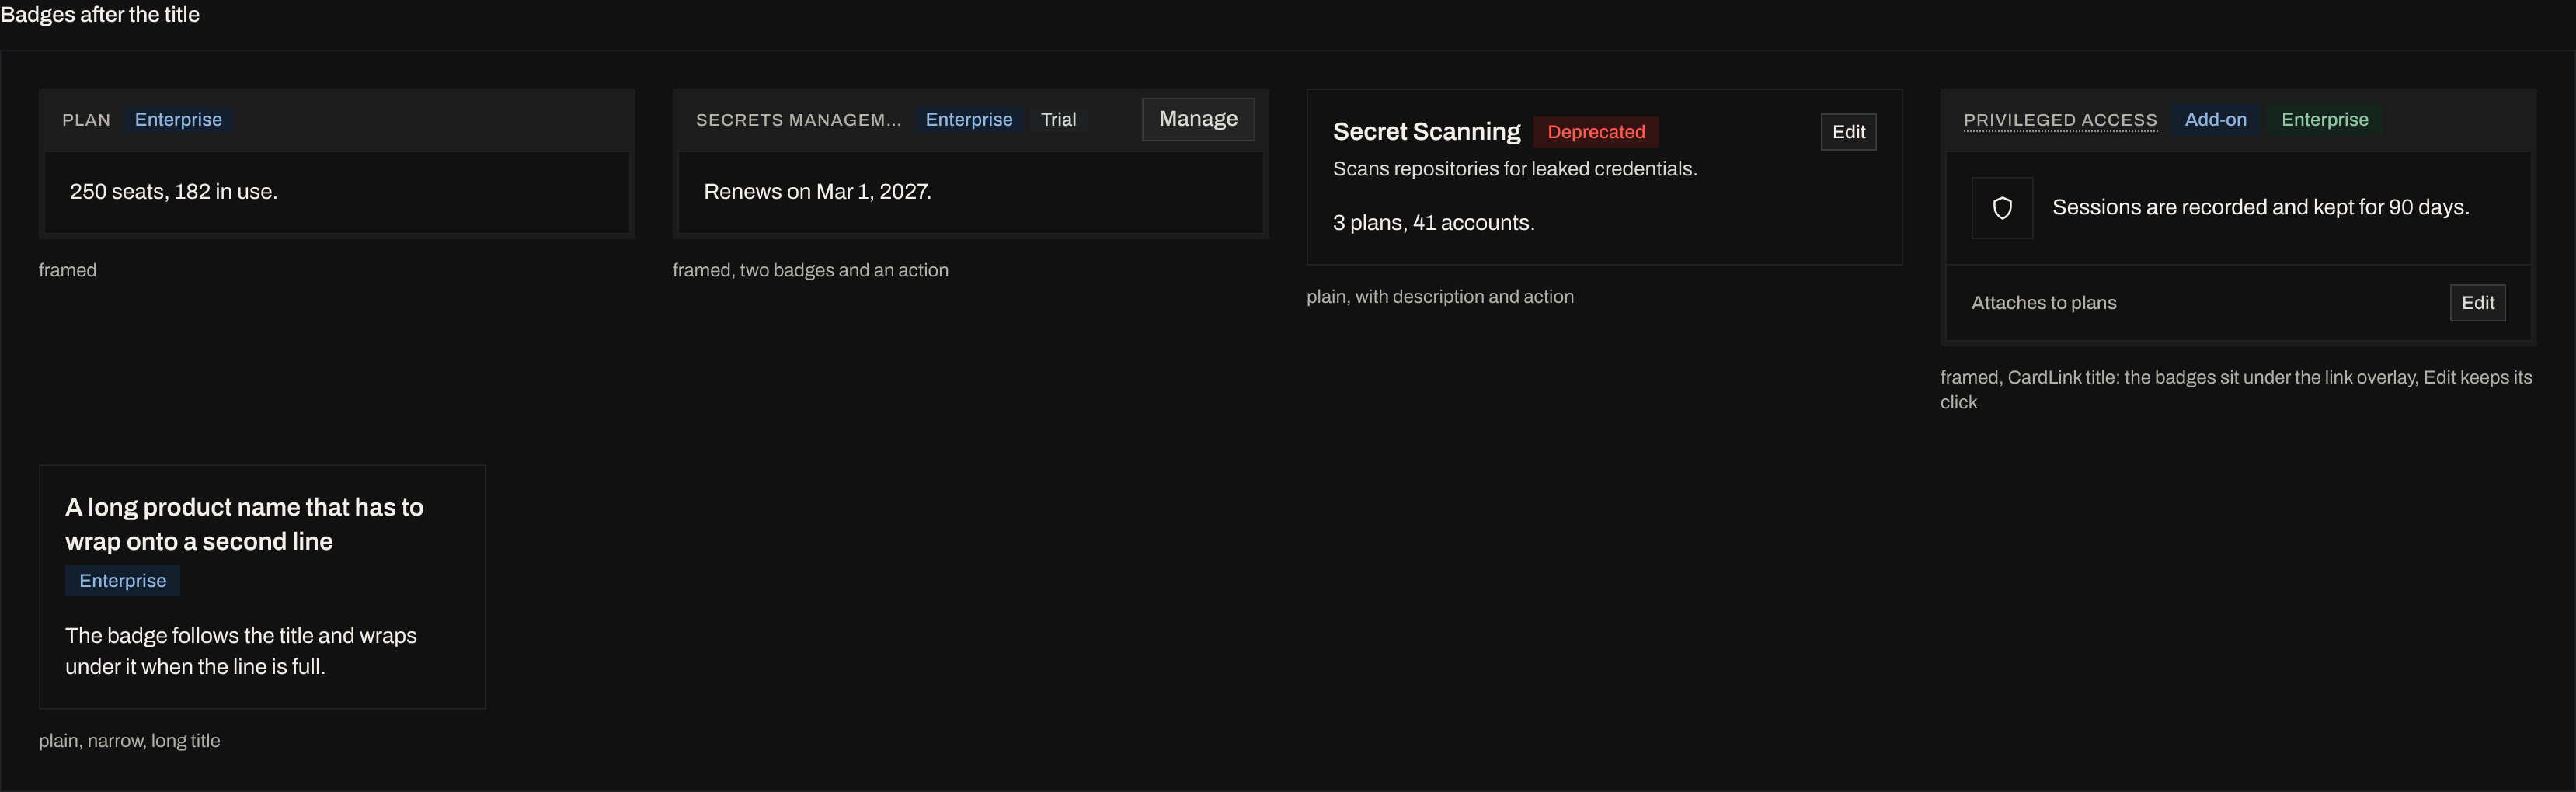 Badges after the title
PLAN Enterprise
250 seats, 182 in use.
framed
SECRETS MANAGEM... Enterprise Trial Manage
Renews on Mar 1, 2027.
framed, two badges and an action
Secret Scanning Deprecated Edit
Scans repositories for leaked credentials.
3 plans, 41 accounts.
plain, with description and action
PRIVILEGED ACCESS Add-on Enterprise
Sessions are recorded and kept for 90 days.
Attaches to plans Edit
framed, CardLink title: the badges sit under the link overlay, Edit keeps its
click
A long product name that has to
wrap onto a second line
Enterprise
The badge follows the title and wraps
under it when the line is full.
plain, narrow, long title